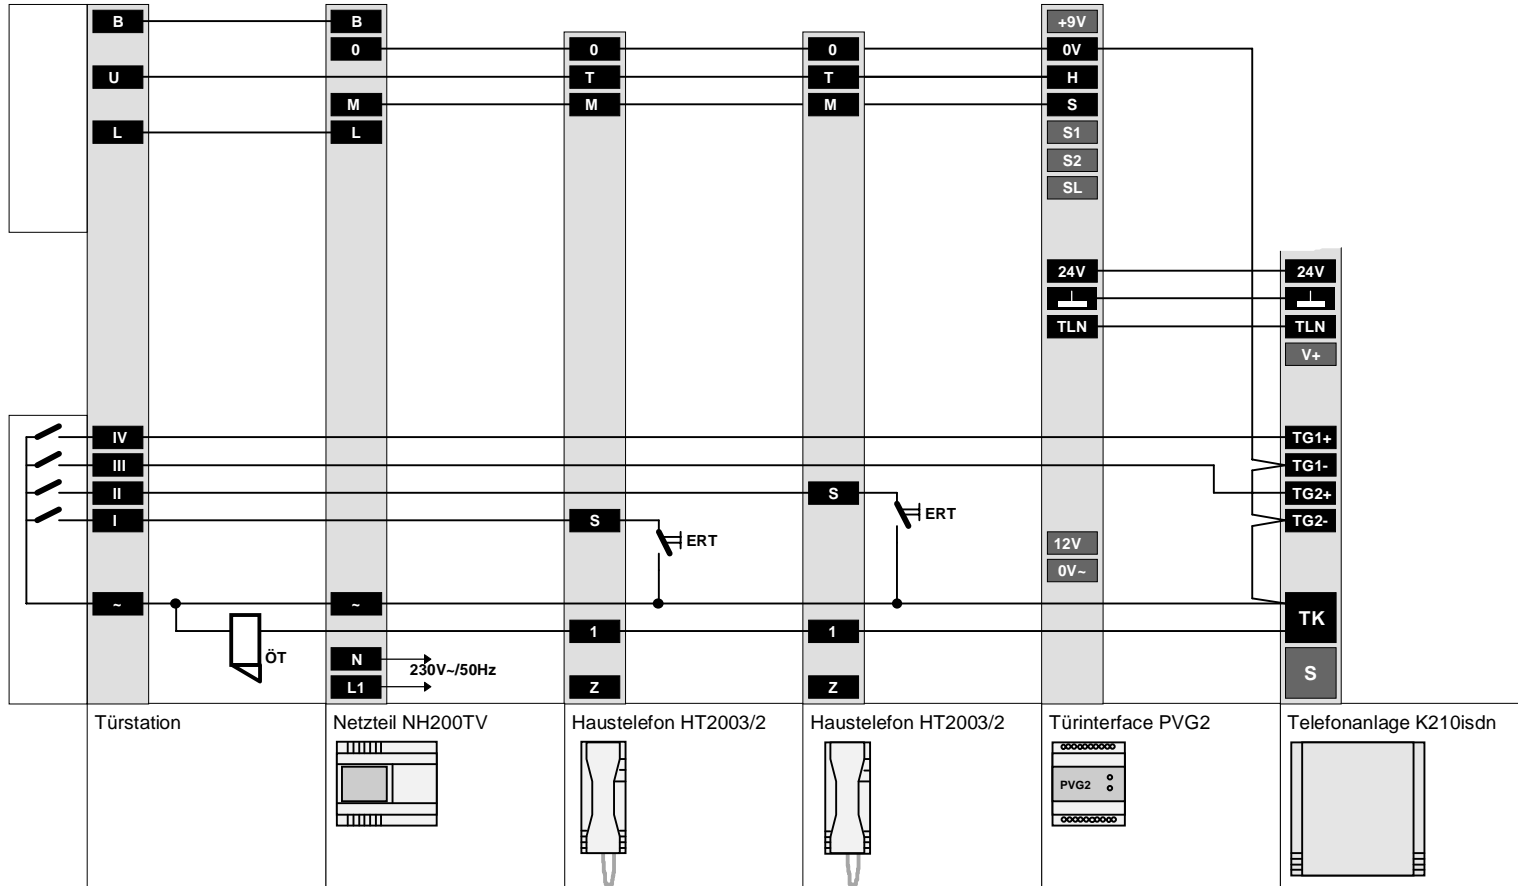 B B +9V
0 0 0 0V
U T T H
M M M S
L L S1
S2
SL
24V 24V
TLN TLN
V+
IV TG1+
III TG1-
II S ERT TG2+
I S ERT TG2-
12V
0V~
~ ~ TK
1 1
ÖT N 230V~/50Hz S
L1 Z Z
Türstation Netzteil NH200TV Haustelefon HT2003/2 Haustelefon HT2003/2 Türinterface PVG2 Telefonanlage K210isdn
PVG2